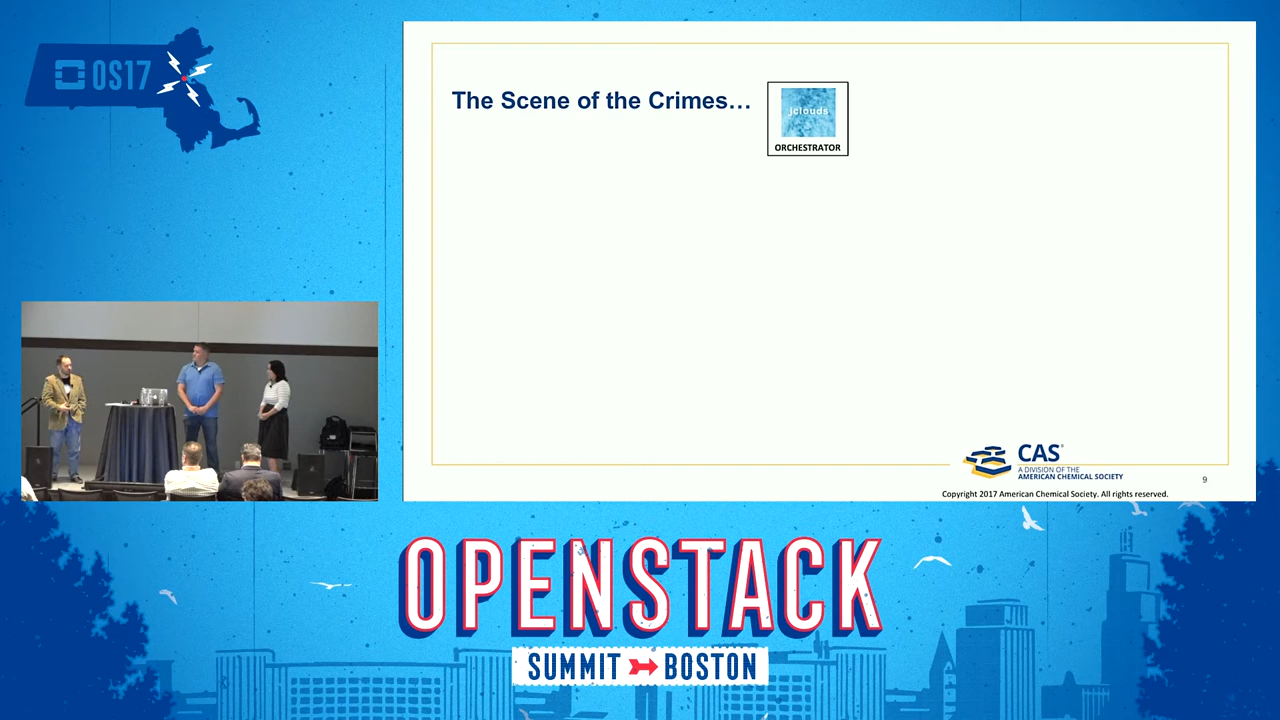 OS17
The Scene of the Crimes…
jclouds
ORCHESTRATOR
CAS
A DIVISION OF THE
AMERICAN CHEMICAL SOCIETY
9
Copyright 2017 American Chemical Society. All rights reserved.
OPENSTACK
SUMMIT BOSTON